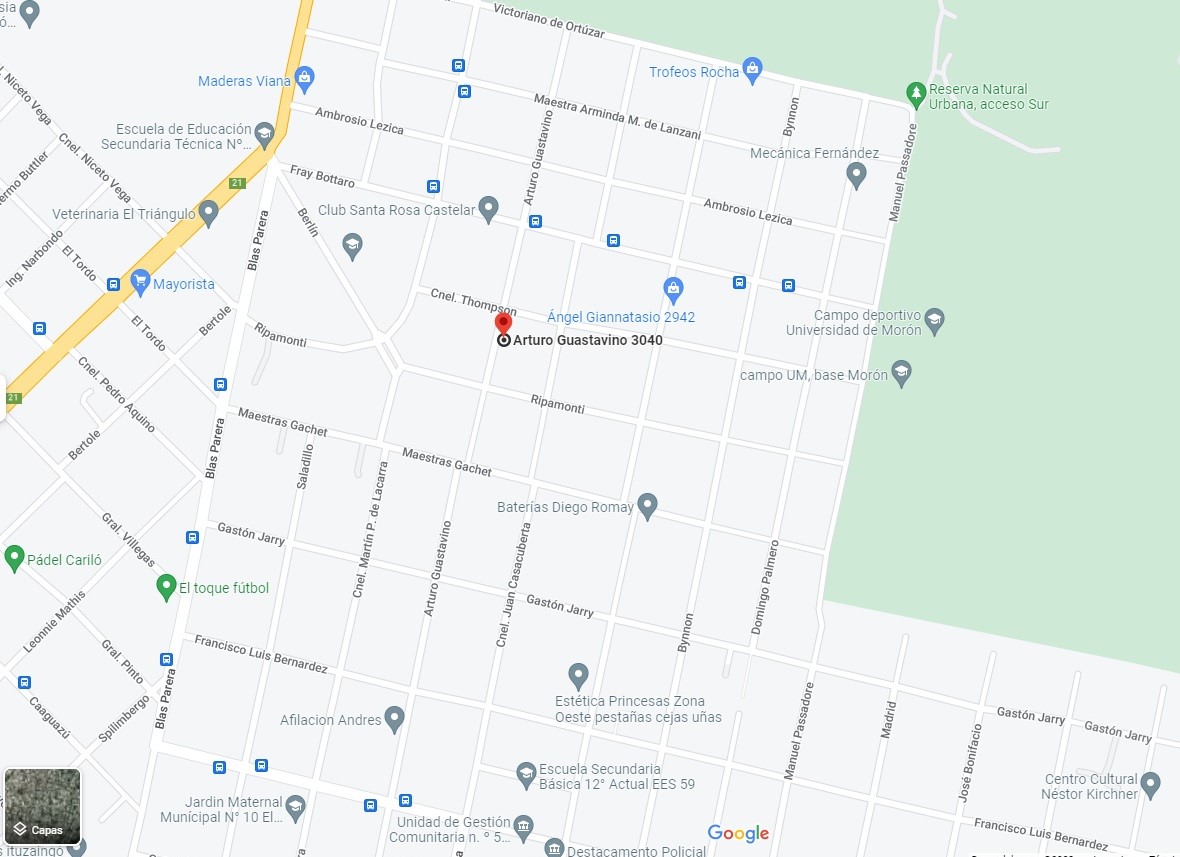 Victoriano de Ortúzar
Maderas Viana
Trofeos Rocha
Reserva Natural
Urbana, acceso Sur
Maestra Arminda M. de Lanzani
Ambrosio Lezica
Bynnon
Arturo Guastavino
Manuel Passadore
Escuela de Educación
Secundaria Técnica Nº...
Mecánica Fernández
Cnel. Niceto Vega
Fray Bottaro
21
Veterinaria El Triángulo
Club Santa Rosa Castelar
Ambrosio Lezica
Blas Parera
Berlín
Ing. Narbondo
El Tordo
Mayorista
Cnel. Thompson
Ángel Giannatasio 2942
Campo deportivo
Universidad de Morón
El Tordo
Bertole
Ripamonti
Arturo Guastavino 3040
campo UM, base Morón
Cnel. Pedro Aquino
21
Ripamonti
Maestras Gachet
Bertole
Blas Parera
Saladillo
Maestras Gachet
Cnel. Martín P. de Lacarra
Baterías Diego Romay
Gral. Villegas
Gastón Jarry
Arturo Guastavino
Cnel. Juan Casacuberta
Domingo Palmero
Pádel Cariló
El toque fútbol
Gastón Jarry
Leonnie Mathis
Bynnon
Francisco Luis Bernardez
Gral. Pinto
Estética Princesas Zona
Oeste pestañas cejas uñas
Blas Parera
Caaguazú
Spilimbergo
Afilacion Andres
Manuel Passadore
Madrid
Gastón Jarry
Gastón Jarry
José Bonifacio
Escuela Secundaria
Básica 12° Actual EES 59
Centro Cultural
Néstor Kirchner
Jardin Maternal
Munícipal N° 10 El...
Unidad de Gestión
Comunitaria n. º 5...
Capas
Google
Francisco Luis Bernardez
Destacamento Policial
s Ituzaingó